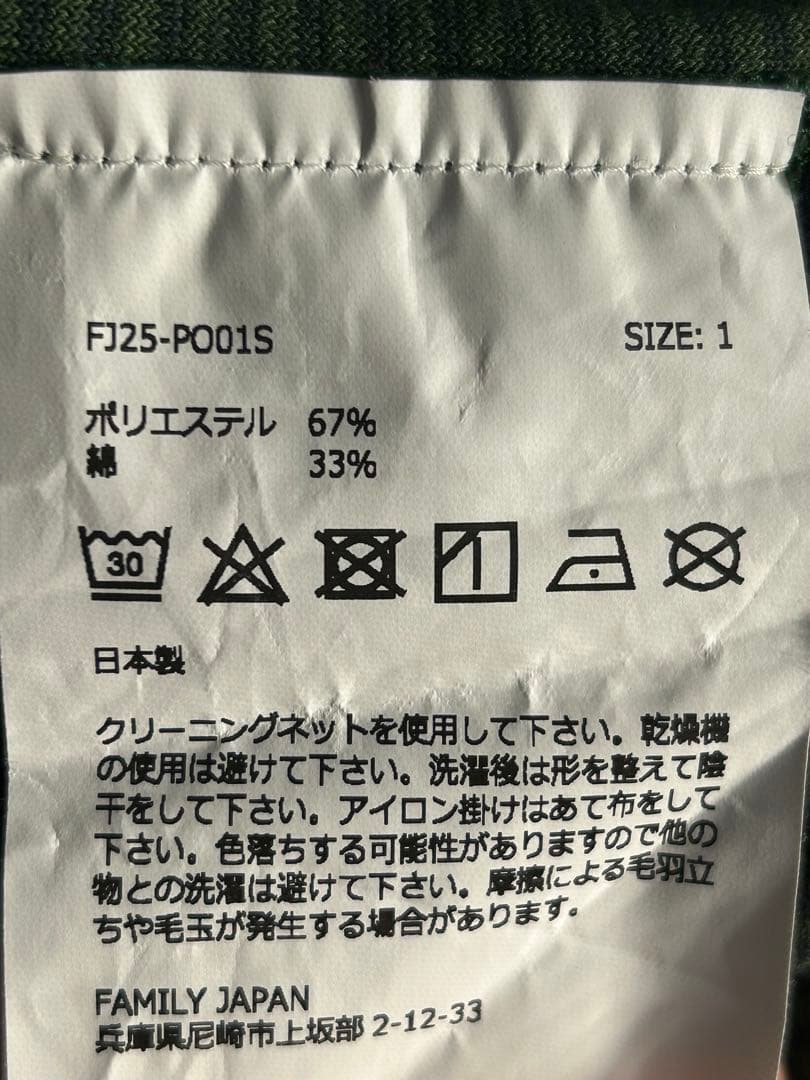 FJ25-PO01S SIZE: 1
ポリエステル 67%
綿 33%
30
日本製
クリーニングネットを使用して下さい。乾燥機
の使用は避けて下さい。洗濯後は形を整えて陰
干をして下さい。アイロン掛けはあて布をして
下さい。色落ちする可能性がありますので他の
物との洗濯は避けて下さい。摩擦による毛羽立
ちや毛玉が発生する場合があります。
FAMILY JAPAN
兵庫県尼崎市上坂部 2-12-33